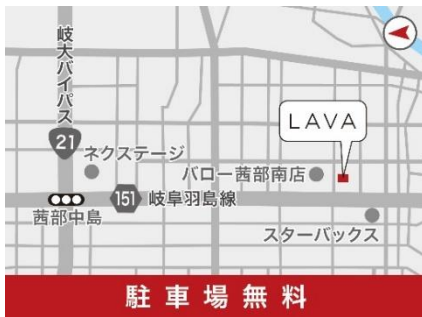 岐大バイパス
21
ネクステージ
LAVA
バロー茜部南店
151
岐阜羽島線
茜部中島
スターバックス
駐車場無料